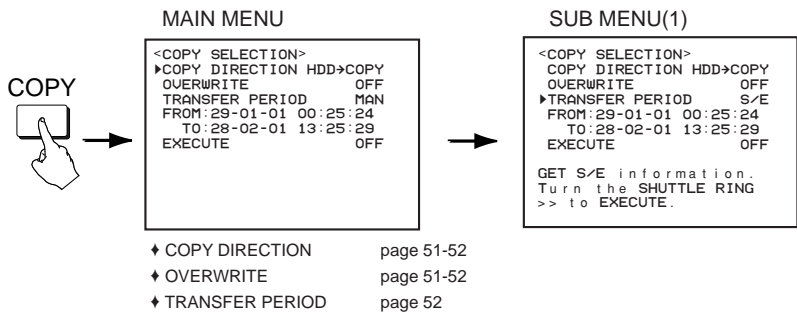 MAIN MENU
SUB MENU(1)
COPY
<COPY SELECTION>
▶COPY DIRECTION HDD→COPY
OVERWRITE OFF
TRANSFER PERIOD MAN
FROM:29-01-01 00:25:24
TO:28-02-01 13:25:29
EXECUTE OFF
<COPY SELECTION>
COPY DIRECTION HDD→COPY
OVERWRITE OFF
▶TRANSFER PERIOD S/E
FROM:29-01-01 00:25:24
TO:28-02-01 13:25:29
EXECUTE OFF
GET S/E information.
Turn the SHUTTLE RING
>> to EXECUTE.
♦ COPY DIRECTION page 51-52
♦ OVERWRITE page 51-52
♦ TRANSFER PERIOD page 52